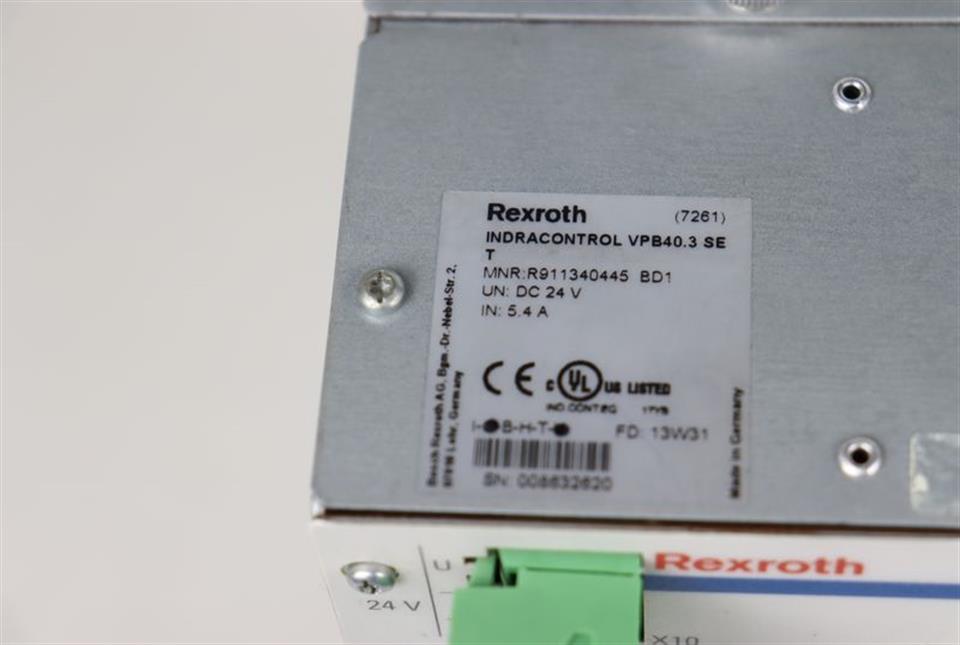 Rexroth (7261)
INDRACONTROL VPB40.3 SE
T
MNR:R911340445 BD1
UN: DC 24 V
IN: 5.4 A
Bosch Rexroth AG, Bgm.-Dr.-Nebel-Str. 2,
97816 Lohr, Germany
CE C UL US LISTED
IND.CONT.EQ
FD: 13W31
SN: 008632620
Made in Germany
U
Rexroth
24 V
X10